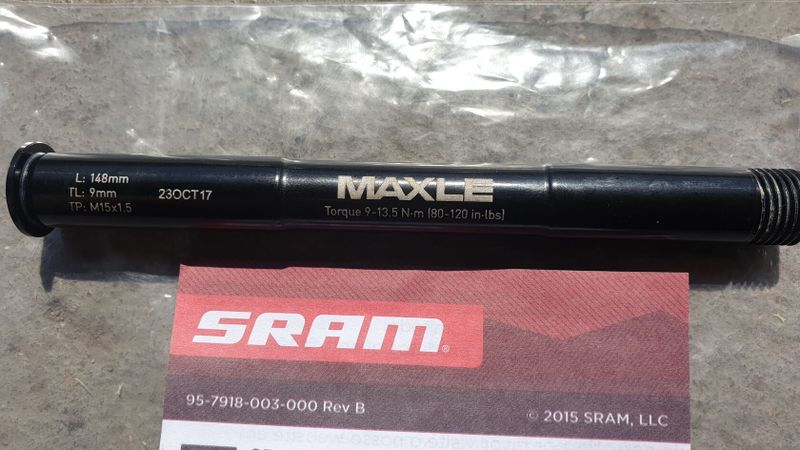 L: 148mm
TL: 9mm
TP: M15x1.5
23OCT17
MAXLE
Torque 9-13.5 N·m (80-120 in·lbs)
SRAM.
95-7918-003-000 Rev B
© 2015 SRAM, LLC